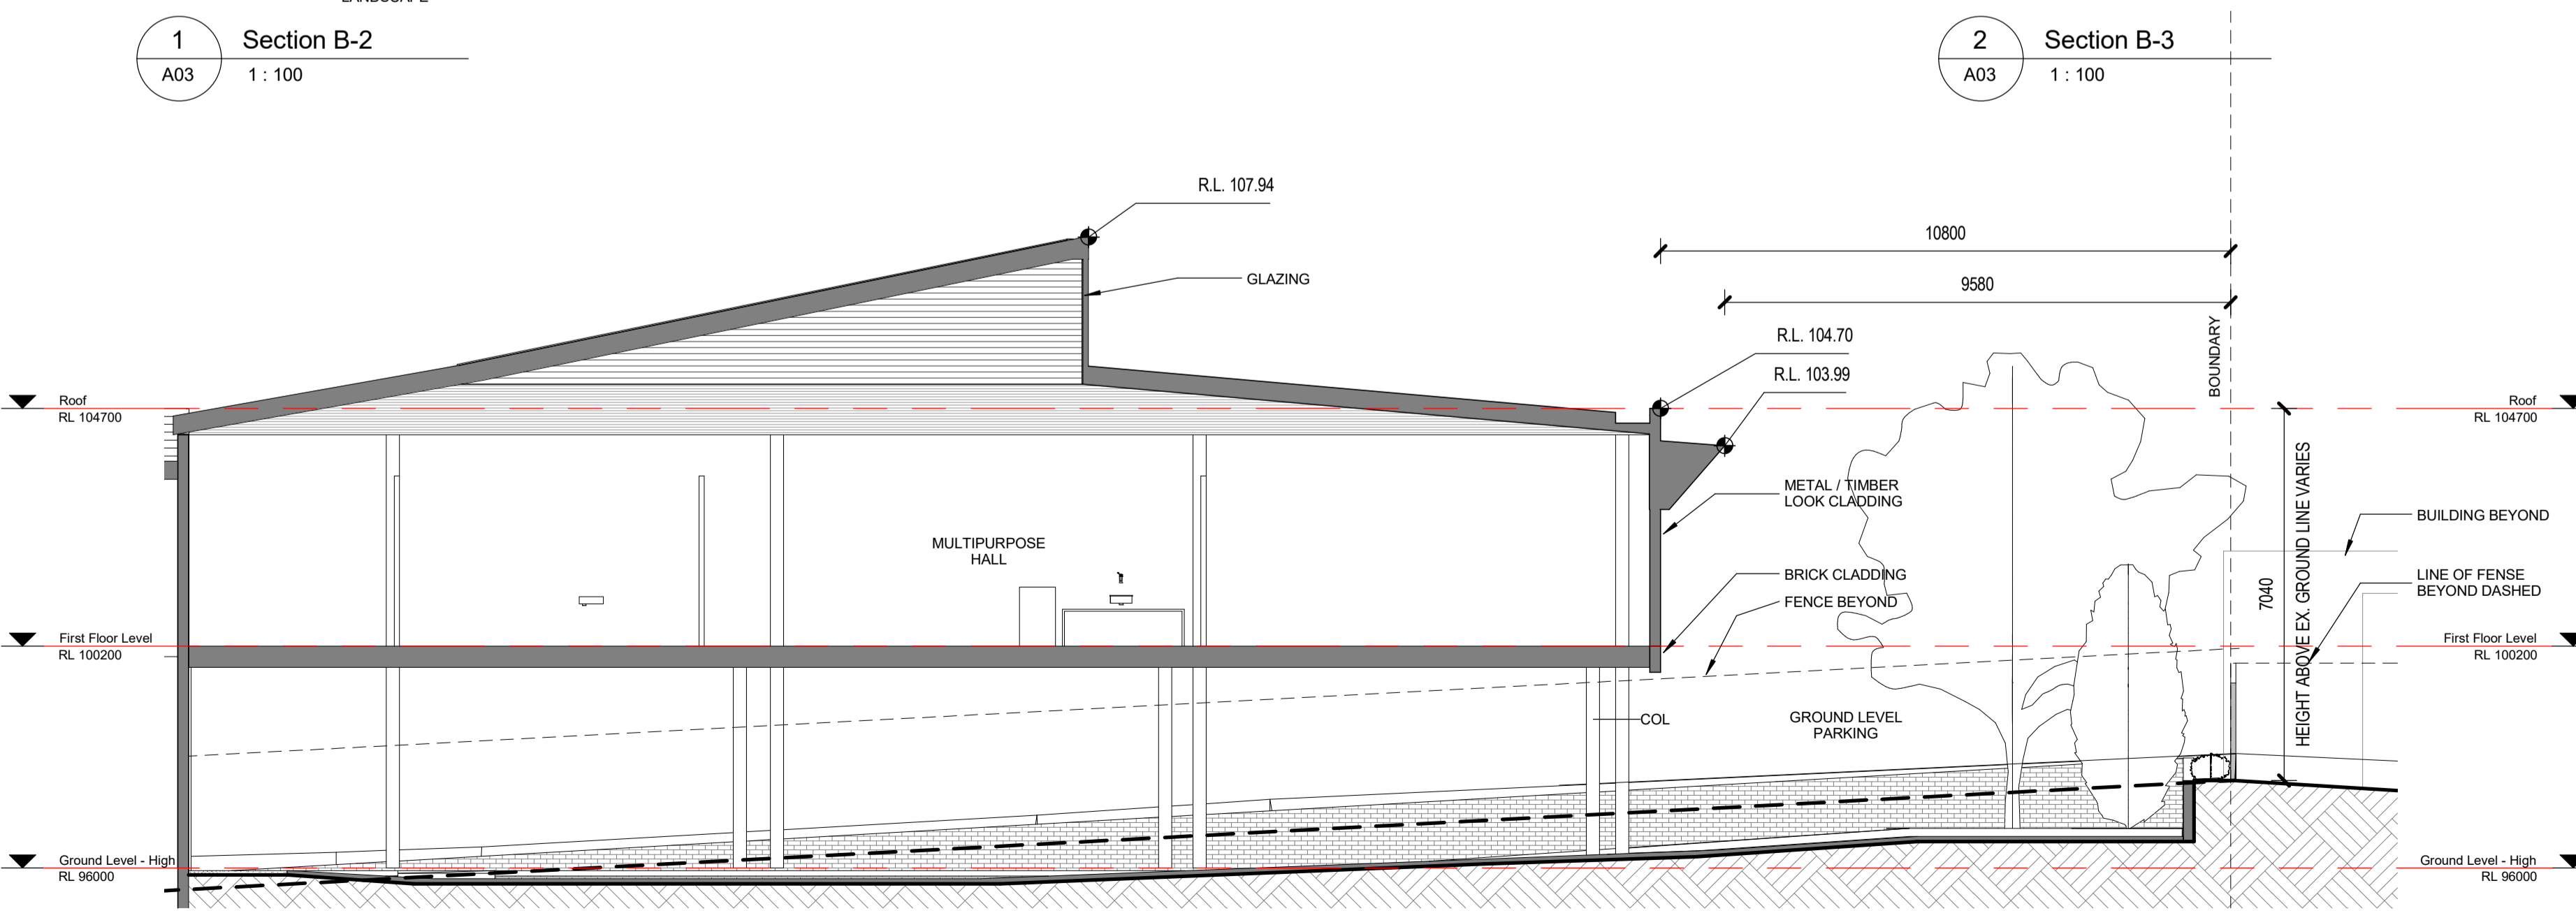 LANDSCAPE
1
Section B-2
A03
1 : 100
2
Section B-3
A03
1 : 100
R.L. 107.94
GLAZING
10800
9580
BOUNDARY
R.L. 104.70
R.L. 103.99
Roof
RL 104700
Roof
RL 104700
METAL / TIMBER
LOOK CLADDING
MULTIPURPOSE
HALL
BRICK CLADDING
FENCE BEYOND
BUILDING BEYOND
LINE OF FENSE
BEYOND DASHED
7040
HEIGHT ABOVE EX. GROUND LINE VARIES
First Floor Level
RL 100200
First Floor Level
RL 100200
COL
GROUND LEVEL
PARKING
Ground Level - High
RL 96000
Ground Level - High
RL 96000